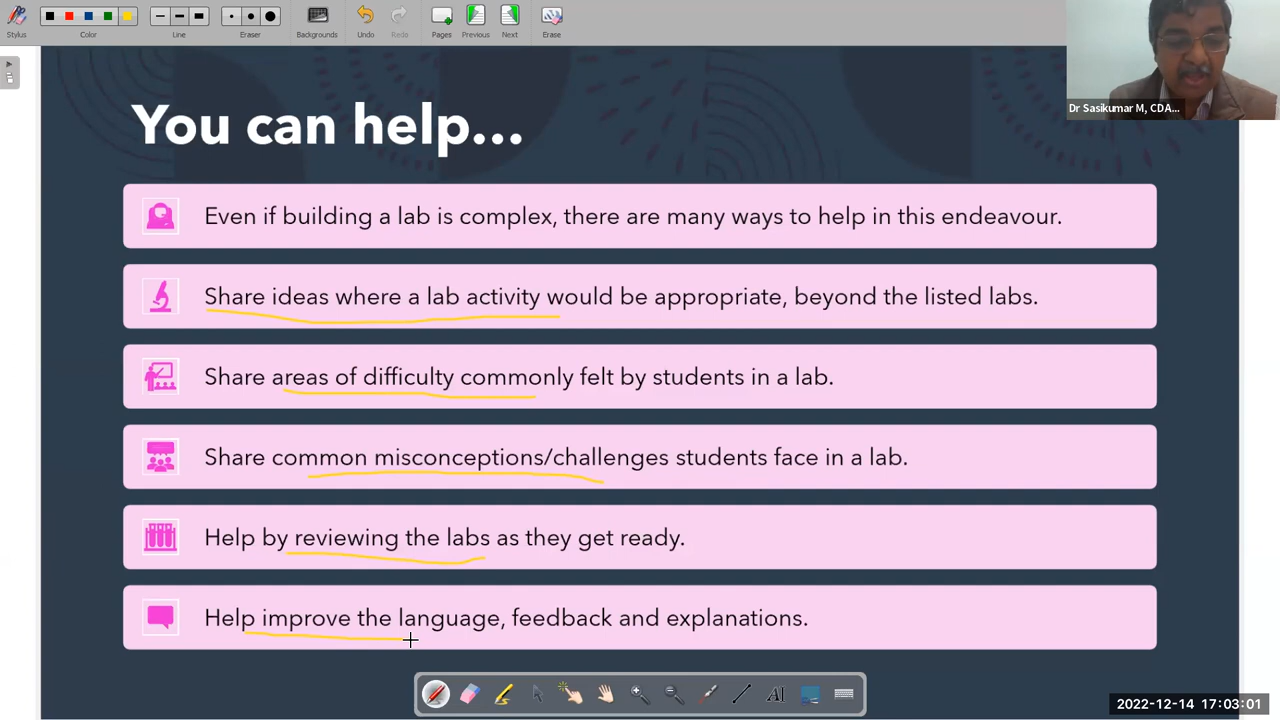 Stylus
Color
Line
Eraser
Backgrounds
Undo
Redo
Pages
Previous
Next
Erase
Dr Sasikumar M, CDA...
You can help...
Even if building a lab is complex, there are many ways to help in this endeavour.
Share ideas where a lab activity would be appropriate, beyond the listed labs.
Share areas of difficulty commonly felt by students in a lab.
Share common misconceptions/challenges students face in a lab.
Help by reviewing the labs as they get ready.
Help improve the language, feedback and explanations.
AI
2022-12-14 17:03:01